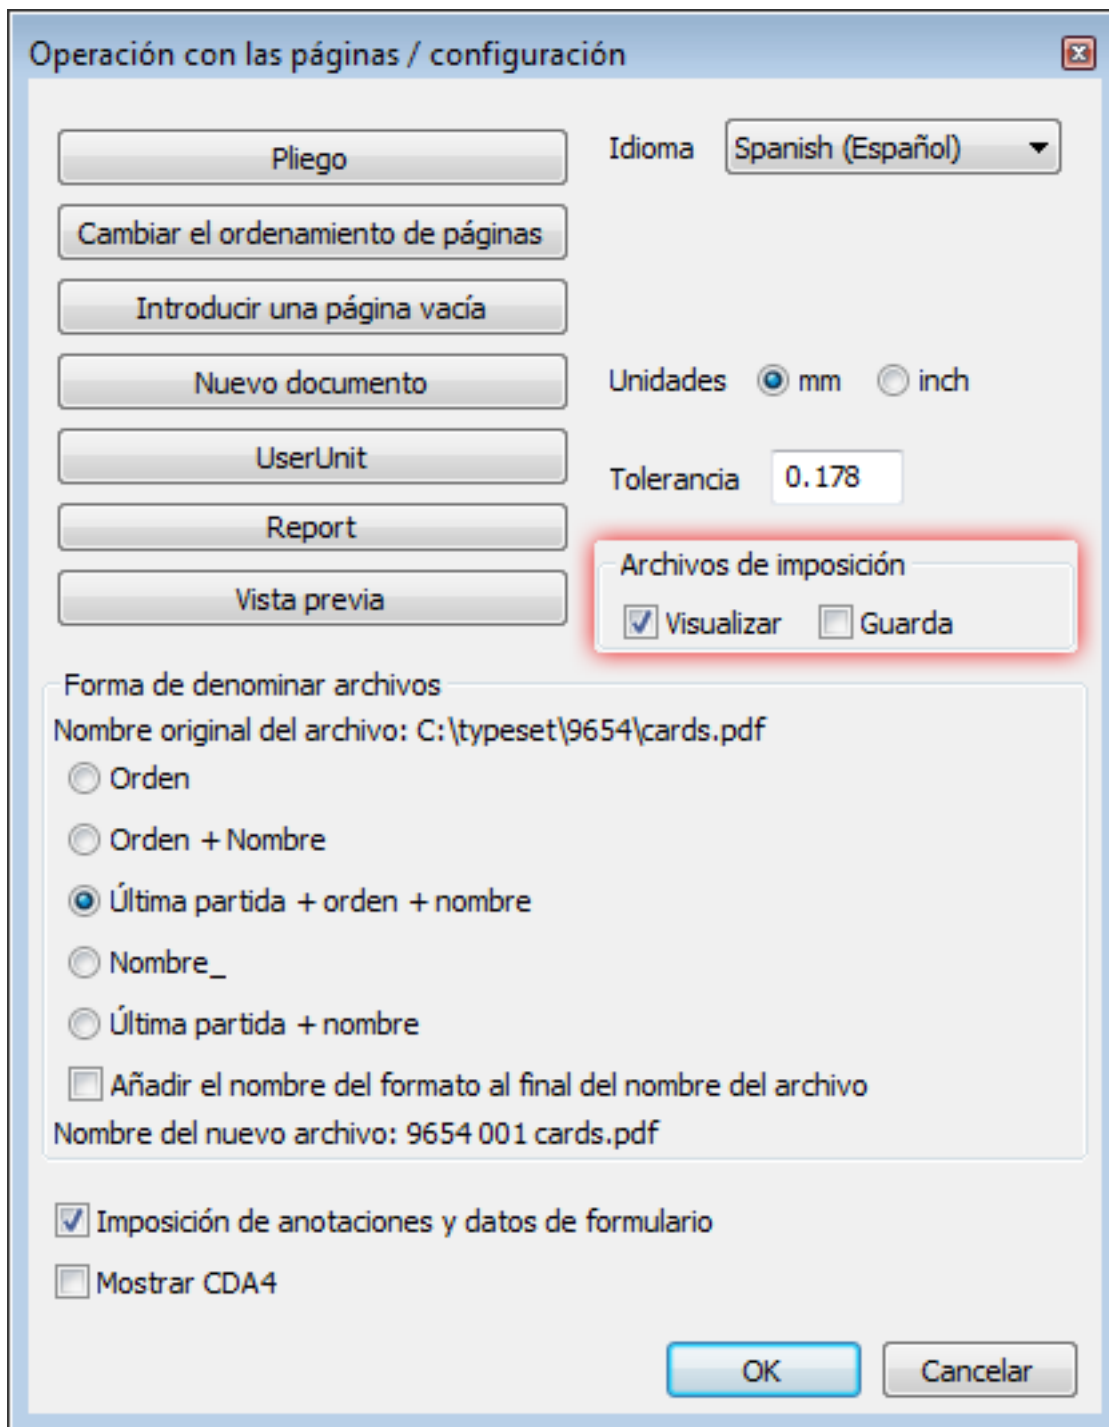 Operación con las páginas / configuración
Pliego
Idioma
Spanish (Español)
Cambiar el ordenamiento de páginas
Introducir una página vacía
Nuevo documento
Unidades
mm
inch
UserUnit
Tolerancia
0.178
Report
Archivos de imposición
Vista previa
Visualizar
Guarda
Forma de denominar archivos
Nombre original del archivo: C:\typeset\9654\cards.pdf
Orden
Orden + Nombre
Última partida + orden + nombre
Nombre_
Última partida + nombre
Añadir el nombre del formato al final del nombre del archivo
Nombre del nuevo archivo: 9654 001 cards.pdf
Imposición de anotaciones y datos de formulario
Mostrar CDA4
OK
Cancelar